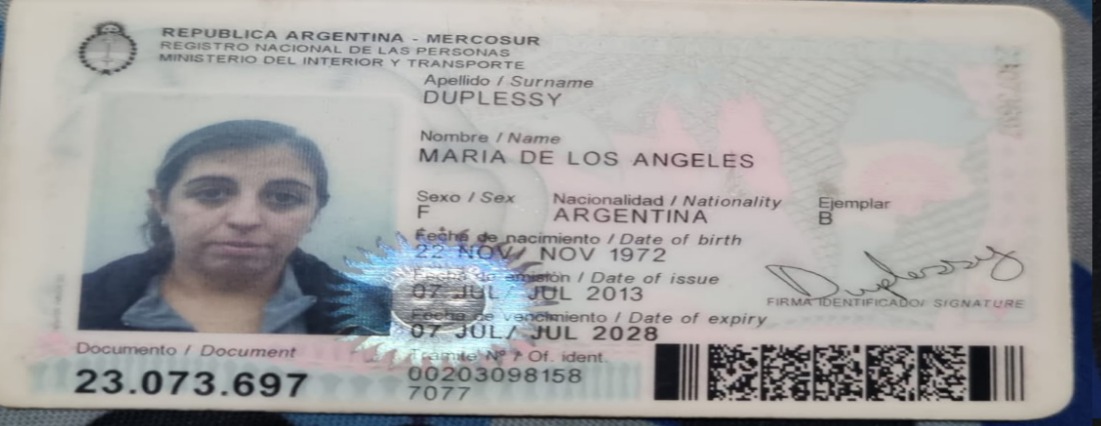 REPUBLICA ARGENTINA - MERCOSUR
REGISTRO NACIONAL DE LAS PERSONAS
MINISTERIO DEL INTERIOR Y TRANSPORTE
Apellido / Surname
DUPLESSY
Nombre / Name
MARIA DE LOS ANGELES
Sexo / Sex Nacionalidad / Nationality Ejemplar
F ARGENTINA B
Fecha de nacimiento / Date of birth
22 NOV/ NOV 1972
Fecha de emisión / Date of issue
07 JUL/ JUL 2013
Duplessy
FIRMA IDENTIFICADO/ SIGNATURE
Fecha de vencimiento / Date of expiry
07 JUL/ JUL 2028
Documento / Document
23.073.697
Trámite Nº / Of. ident.
00203098158
7077